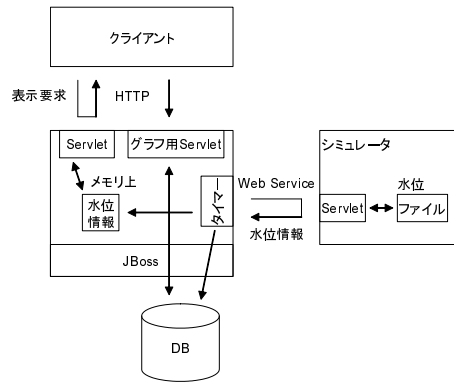 クライアント
表示要求
HTTP
Servlet
グラフ用Servlet
シミュレータ
メモリ上
水位
情報
タイマー
Web Service
水位情報
Servlet
水位
ファイル
JBoss
DB